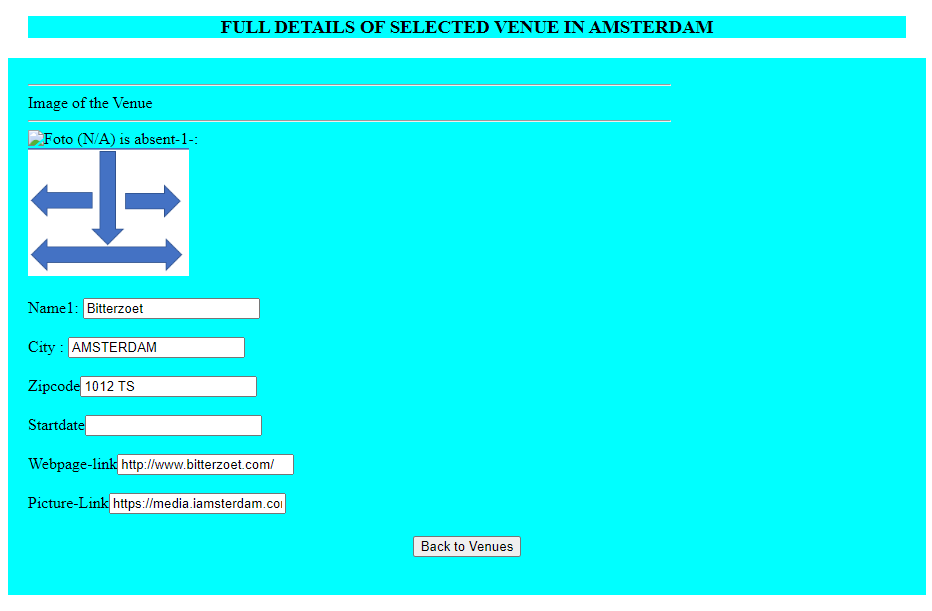 FULL DETAILS OF SELECTED VENUE IN AMSTERDAM
Image of the Venue
Foto (N/A) is absent-1-:
Name1: Bitterzoet
City : AMSTERDAM
Zipcode 1012 TS
Startdate
Webpage-link http://www.bitterzoet.com/
Picture-Link https://media.iamsterdam.co
Back to Venues